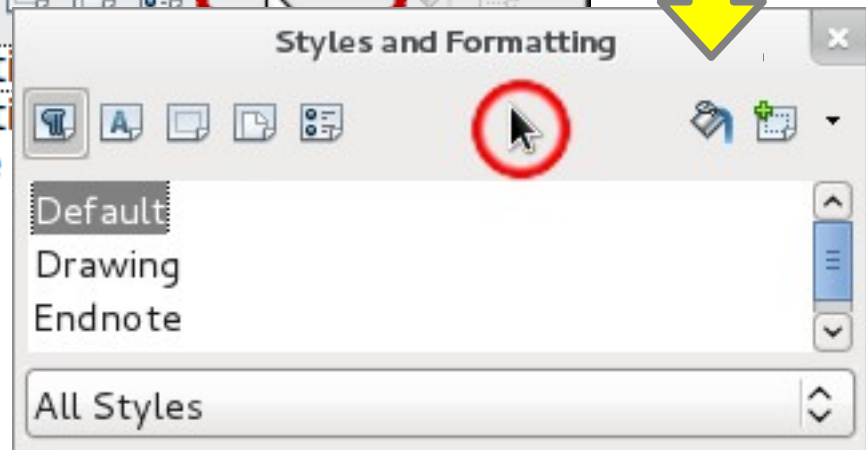 Styles and Formatting
Default
Drawing
Endnote
All Styles